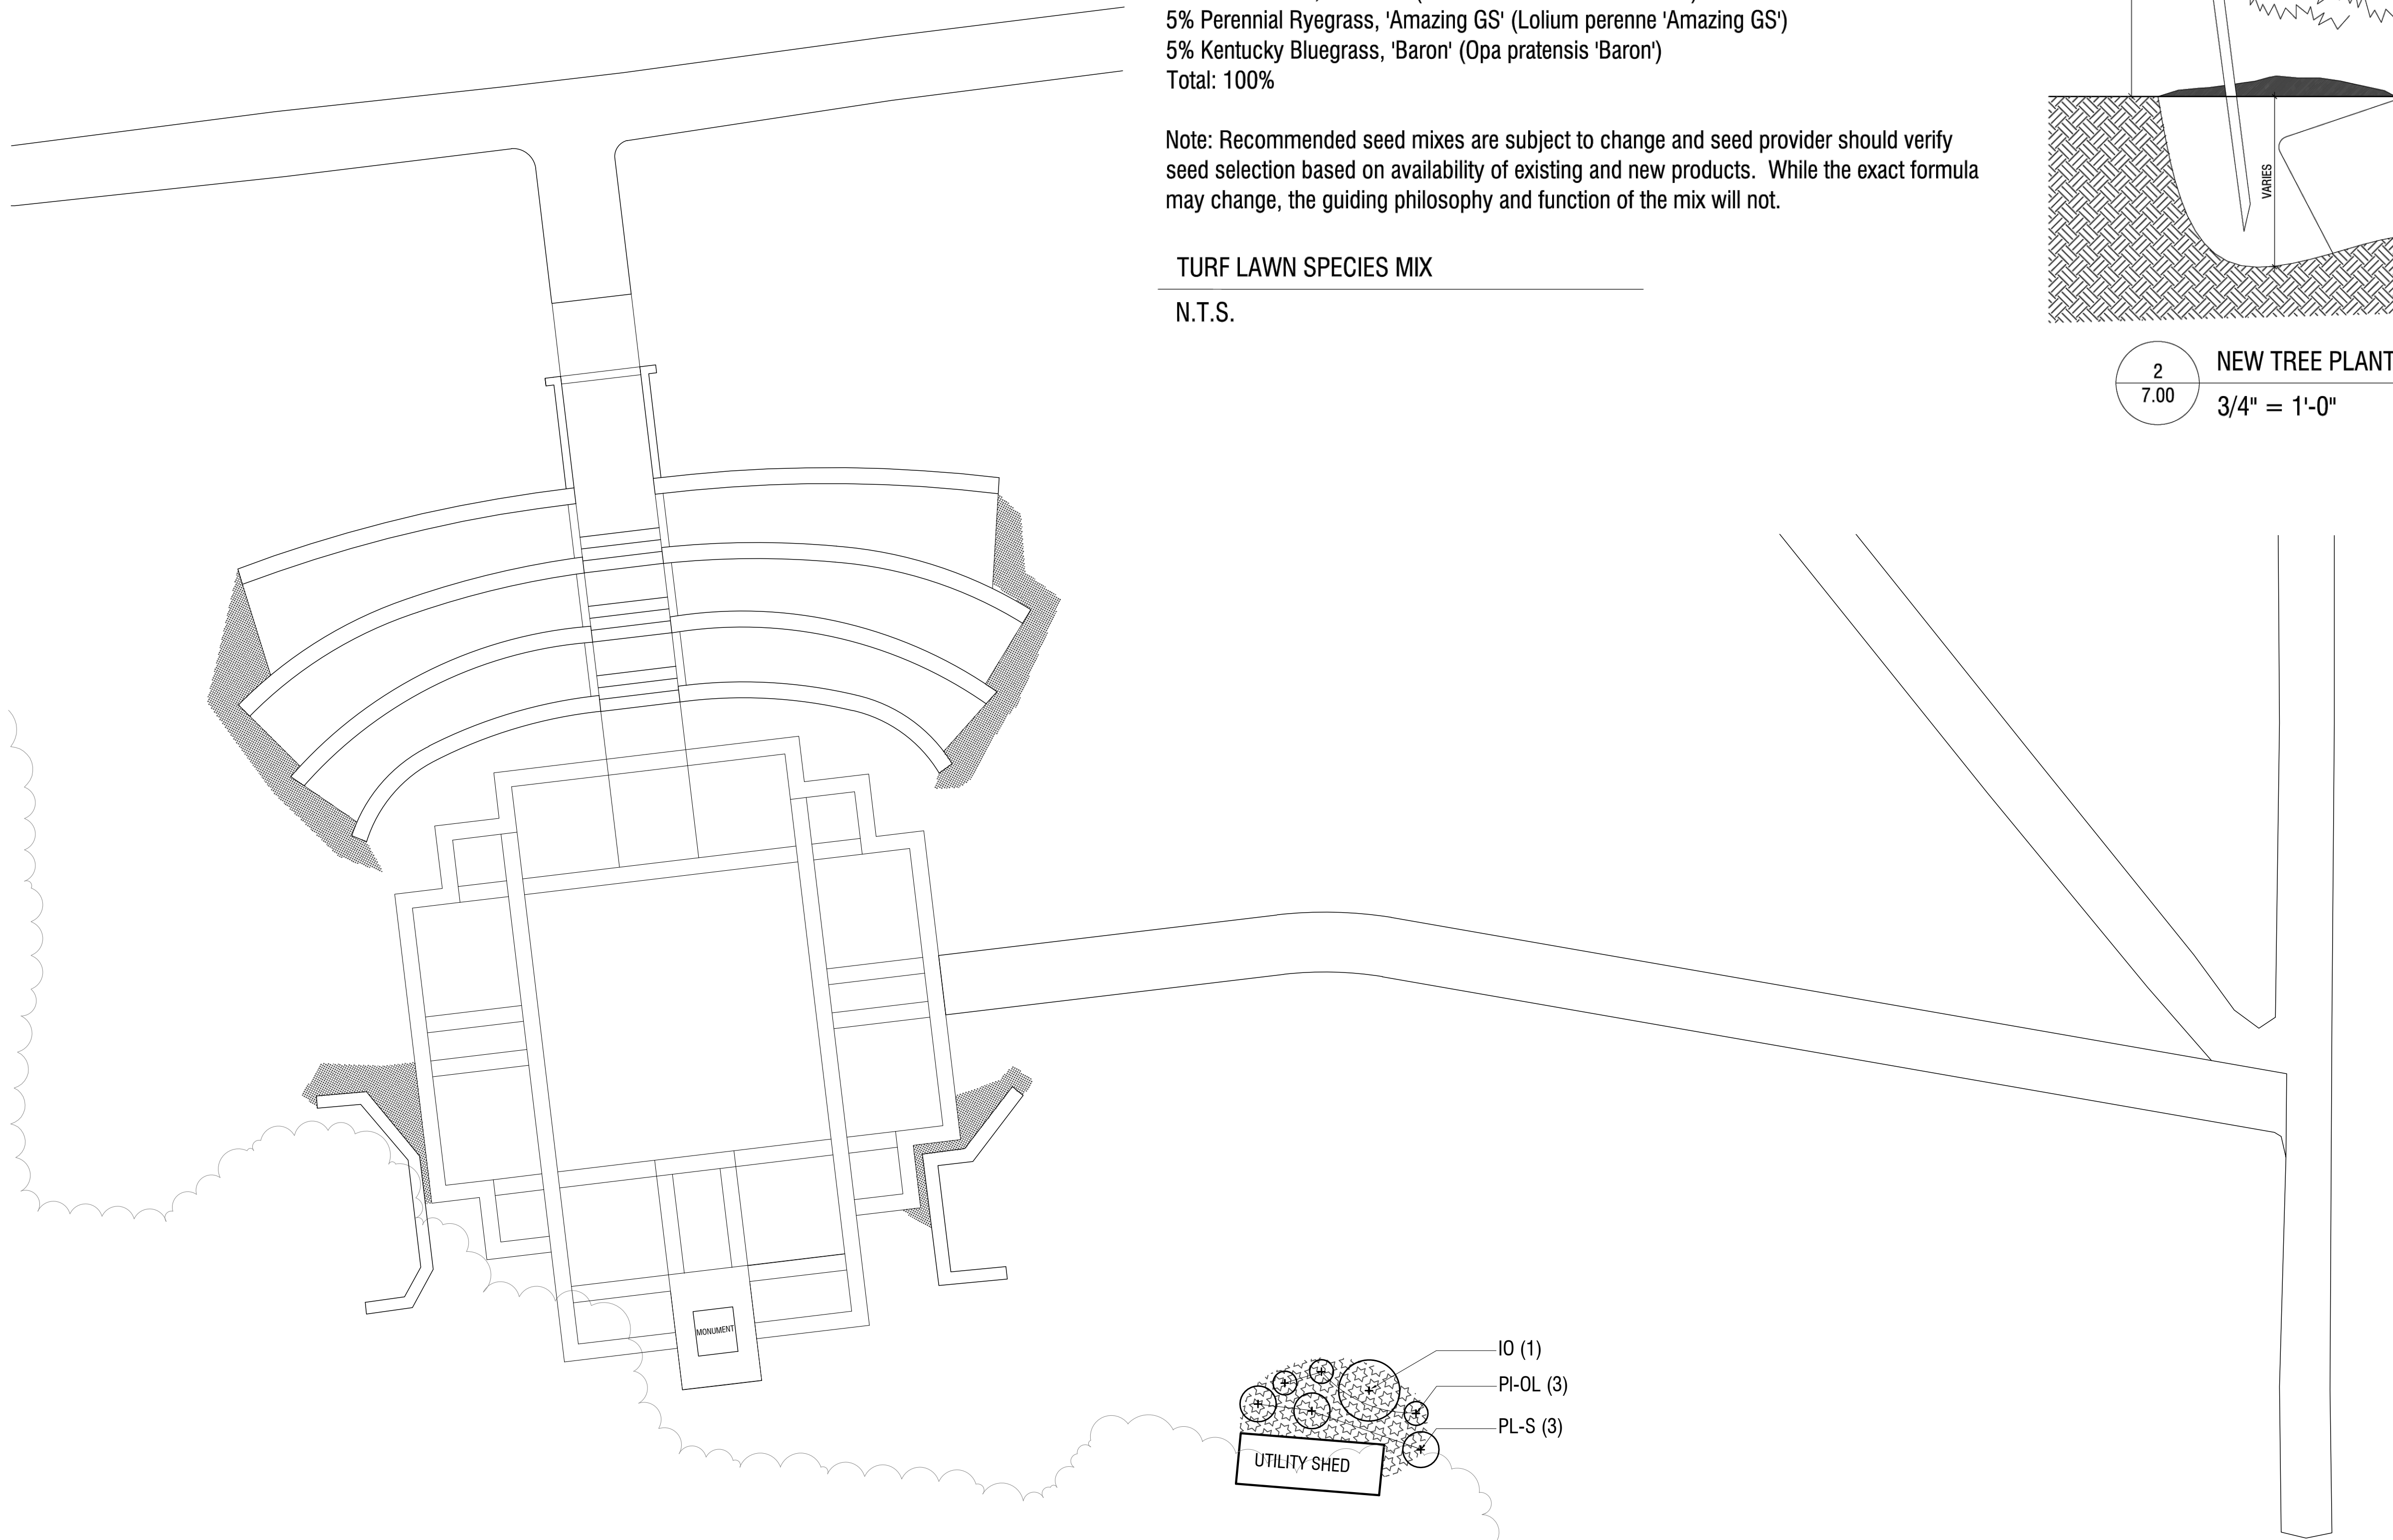 5% Perennial Ryegrass, 'Amazing GS' (Lolium perenne 'Amazing GS')
5% Kentucky Bluegrass, 'Baron' (Opa pratensis 'Baron')
Total: 100%
Note: Recommended seed mixes are subject to change and seed provider should verify
seed selection based on availability of existing and new products.  While the exact formula
may change, the guiding philosophy and function of the mix will not.
TURF LAWN SPECIES MIX
N.T.S.
VARIES
2
7.00
NEW TREE PLANT
3/4" = 1'-0"
MONUMENT
IO (1)
PI-OL (3)
PL-S (3)
UTILITY SHED